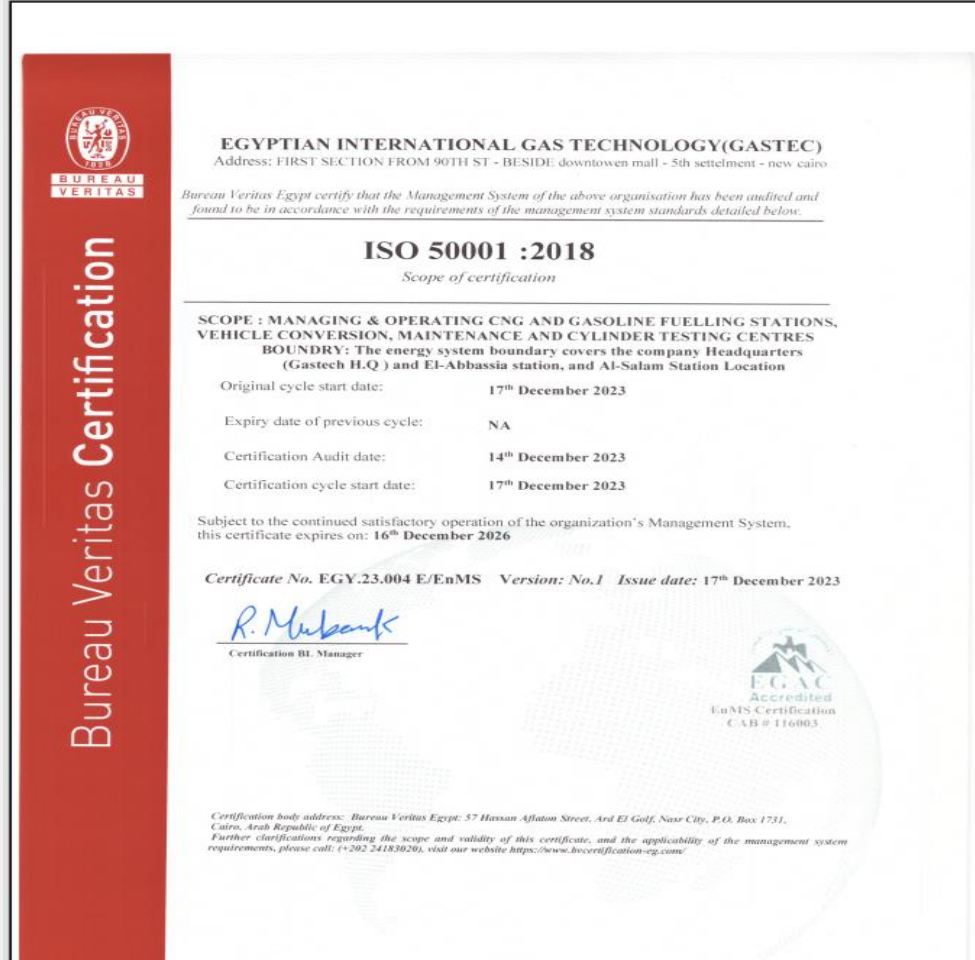 BUREAU VERITAS
1828
BUREAU
VERITAS
Bureau Veritas Certification
EGYPTIAN INTERNATIONAL GAS TECHNOLOGY(GASTEC)
Address: FIRST SECTION FROM 90TH ST - BESIDE downtowen mall - 5th settelment - new cairo
Bureau Veritas Egypt certify that the Management System of the above organisation has been audited and
found to be in accordance with the requirements of the management system standards detailed below.
ISO 50001 :2018
Scope of certification
SCOPE : MANAGING & OPERATING CNG AND GASOLINE FUELLING STATIONS,
VEHICLE CONVERSION, MAINTENANCE AND CYLINDER TESTING CENTRES
BOUNDRY: The energy system boundary covers the company Headquarters
(Gastech H.Q ) and El-Abbassia station, and Al-Salam Station Location
Original cycle start date: 17th December 2023
Expiry date of previous cycle: NA
Certification Audit date: 14th December 2023
Certification cycle start date: 17th December 2023
Subject to the continued satisfactory operation of the organization's Management System,
this certificate expires on: 16th December 2026
Certificate No. EGY.23.004 E/EnMS Version: No.1 Issue date: 17th December 2023
R. Mubarak
Certification BL Manager
EGAC
Accredited
EnMS Certification
CAB # 116003
Certification body address: Bureau Veritas Egypt: 57 Hassan Aflaton Street, Ard El Golf, Nasr City, P.O. Box 1731,
Cairo, Arab Republic of Egypt.
Further clarifications regarding the scope and validity of this certificate, and the applicability of the management system
requirements, please call: (+202 24183020), visit our website https://www.bvcertification-eg.com/